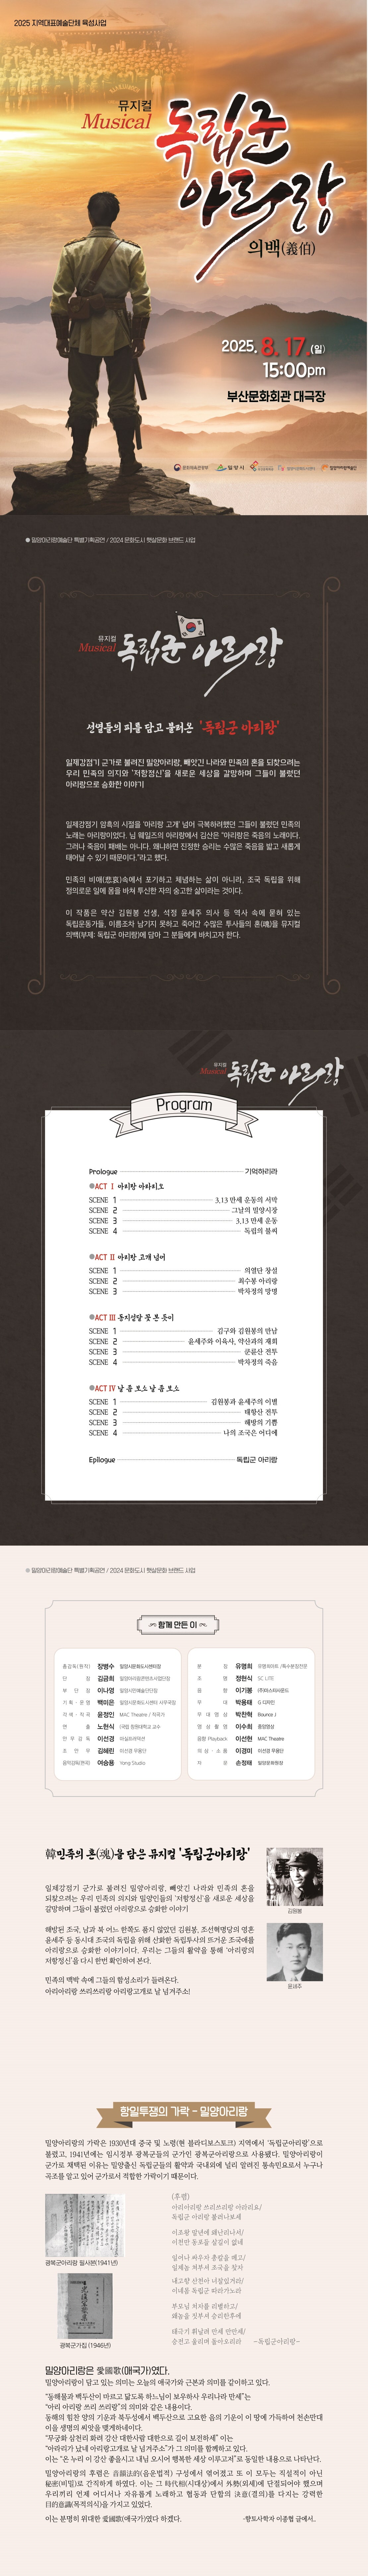 2025 지역대표예술단체 육성사업
뮤지컬
Musical
독립군
아리랑
의백(義伯)
2025. 8. 17.(일)
15:00pm
부산문화회관 대극장
문화체육관광부
밀양시
밀양아리랑예술단
● 밀양아리랑예술단 특별기획공연 / 2024 문화도시 햇살문화 브랜드 사업
뮤지컬
Musical
독립군 아리랑
선열들의 피를 담고 불러온 '독립군 아리랑'
일제강점기 군가로 불려진 밀양아리랑, 빼앗긴 나라와 민족의 혼을 되찾으려는
우리 민족의 의지와 '저항정신'을 새로운 세상을 갈망하며 그들이 불렀던
아리랑으로 승화한 이야기
일제강점기 암흑의 시절을 '아리랑 고개' 넘어 극복하려했던 그들이 불렀던 민족의
노래는 아리랑이었다. 님 웨일즈의 아리랑에서 김산은 "아리랑은 죽음의 노래이다.
그러나 죽음이 패배는 아니다. 왜냐하면 진정한 승리는 수많은 죽음을 밟고 새롭게
태어날 수 있기 때문이다."라고 했다.
민족의 비애(悲哀)속에서 포기하고 체념하는 삶이 아니라, 조국 독립을 위해
정의로운 일에 몸을 바쳐 투신한 자의 숭고한 삶이라는 것이다.
이 작품은 약산 김원봉 선생, 석정 윤세주 의사 등 역사 속에 묻혀 있는
독립운동가들, 이름조차 남기지 못하고 죽어간 수많은 투사들의 혼(魂)을 뮤지컬
의백(부제: 독립군 아리랑)에 담아 그 분들에게 바치고자 한다.
뮤지컬
Musical
독립군 아리랑
Program
Prologue 기억하리라
●ACT I 아리랑 아라리오
SCENE 1 3,13 만세 운동의 서막
SCENE 2 그날의 밀양시장
SCENE 3 3,13 만세 운동
SCENE 4 독립의 불씨
●ACT II 아리랑 고개 넘어
SCENE 1 의열단 창설
SCENE 2 최수봉 아리랑
SCENE 3 박차정의 망명
●ACT III 동지섣달 꽃 본 듯이
SCENE 1 김구와 김원봉의 만남
SCENE 2 윤세주와 이육사, 약산과의 재회
SCENE 3 쿤륜산 전투
SCENE 4 박차정의 죽음
●ACT IV 날 좀 보소 날 좀 보소
SCENE 1 김원봉과 윤세주의 이별
SCENE 2 태항산 전투
SCENE 3 해방의 기쁨
SCENE 4 나의 조국은 어디에
Epilogue 독립군 아리랑
● 밀양아리랑예술단 특별기획공연 / 2024 문화도시 햇살문화 브랜드 사업
함께 만든 이
총감독(원작) 장병수 밀양시문화도시센터장
단 장 김금희 밀양아리랑콘텐츠사업단장
부 단 장 이나영 밀양시민예술단단장
기획·운영 백미은 밀양시문화도시센터 사무국장
각색·작곡 윤정인 MAC Theatre / 작곡가
연 출 노현식 (국립 창원대학교 교수
안무감독 이선경
조 안 무 김혜린 이선경 무용단
음악감독(편곡) 여승용 Yong Studio
분 장 유명희
조 명 정현식 SC LITE
음 향 이기봉 (주)마스터사운드
무 대 박용태 G 디자인
무대영상 박찬혁 Bounce J
영상촬영 이수희 중앙영상
음향 Playback 이선현 MAC Theatre
의상·소품 이경미 이선경 무용단
자 문 손정태 밀양문화원장
韓민족의 혼(魂)을 담은 뮤지컬 '독립군아리랑'
일제강점기 군가로 불려진 밀양아리랑, 빼앗긴 나라와 민족의 혼을
되찾으려는 우리 민족의 의지와 밀양인들의 '저항정신'을 새로운 세상을
갈망하며 그들이 불렀던 아리랑으로 승화한 이야기
해방된 조국, 남과 북 어느 한쪽도 품지 않았던 김원봉, 조선혁명당의 영혼
윤세주 등 동시대 조국의 독립을 위해 산화한 독립투사의 뜨거운 조국애를
아리랑으로 승화한 이야기이다. 우리는 그들의 활약을 통해 '아리랑의
저항정신'을 다시 한번 확인하여 본다.
민족의 맥박 속에 그들의 함성소리가 들려온다.
아리아리랑 쓰리쓰리랑 아라리고개로 날 넘겨주소!
김원봉
윤세주
항일투쟁의 가락 - 밀양아리랑
밀양아리랑의 가락은 1930년대 중국 및 노령(현 블라디보스토크) 지역에서 '독립군아리랑'으로
불렸고, 1941년에는 임시정부 광복군들의 군가인 광복군아리랑으로 사용됐다. 밀양아리랑이
군가로 채택된 이유는 밀양출신 독립군들의 활약과 국내외에 널리 알려진 통속민요로서 누구나
곡조를 알고 있어 군가로서 적합한 가락이기 때문이다.
광복군아리랑 필사본(1941년)
광복군가집 (1946년)
(후렴)
아리아리랑 쓰리쓰리랑 아라리요/
독립군 아리랑 불러나보세
이조왕 말년에 왜난리나서/
이천만 동포들 살길이 없네
일어나 싸우자 총칼을 메고/
일제놈 쳐부셔 조국을 찾자
내고향 산천아 너잘있거라/
이내몸 독립군 따라가노라
부모님 처자를 리별하고/
왜놈을 짓부셔 승리한후에
태극기 휘날려 만세 만만세/
승전고 울리며 돌아오리라 -독립군아리랑-
밀양아리랑은 愛國歌(애국가)였다.
밀양아리랑이 담고 있는 의미는 오늘의 애국가와 근본과 의미를 같이하고 있다.
"동해물과 백두산이 마르고 닳도록 하느님이 보우하사 우리나라 만세"는
"아리 아리랑 쓰리 쓰리랑"의 의미와 같은 내용이다.
동해의 힘찬 양의 기운과 북두성에서 백두산으로 고요한 음의 기운이 이 땅에 가득하여 천손만대
이을 생명의 씨앗을 맺게하네이다.
"무궁화 삼천리 화려 강산 대한사람 대한으로 길이 보전하세" 이는
"아라리가 났네 아리랑고개로 날 넘겨주소"가 그 의미를 함께하고 있다.
이는 "온 누리 이 강산 좋을시고 내님 오시어 행복한 세상 이루고저"로 동일한 내용으로 나타난다.
밀양아리랑의 후렴은 音韻法的(음운법적) 구성에서 엮어졌고 또 이 모두는 직설적이 아닌
秘密(비밀)로 간직하게 하였다. 이는 그 時代相(시대상)에서 外勢(외세)에 단절되어야 했으며
우리끼리 언제 어디서나 자유롭게 노래하고 협동과 단합의 決意(결의)를 다지는 강력한
目的意識(목적의식)을 가지고 있었다.
이는 분명히 위대한 愛國歌(애국가)였다 하겠다. -향토사학자 이종협 글에서..